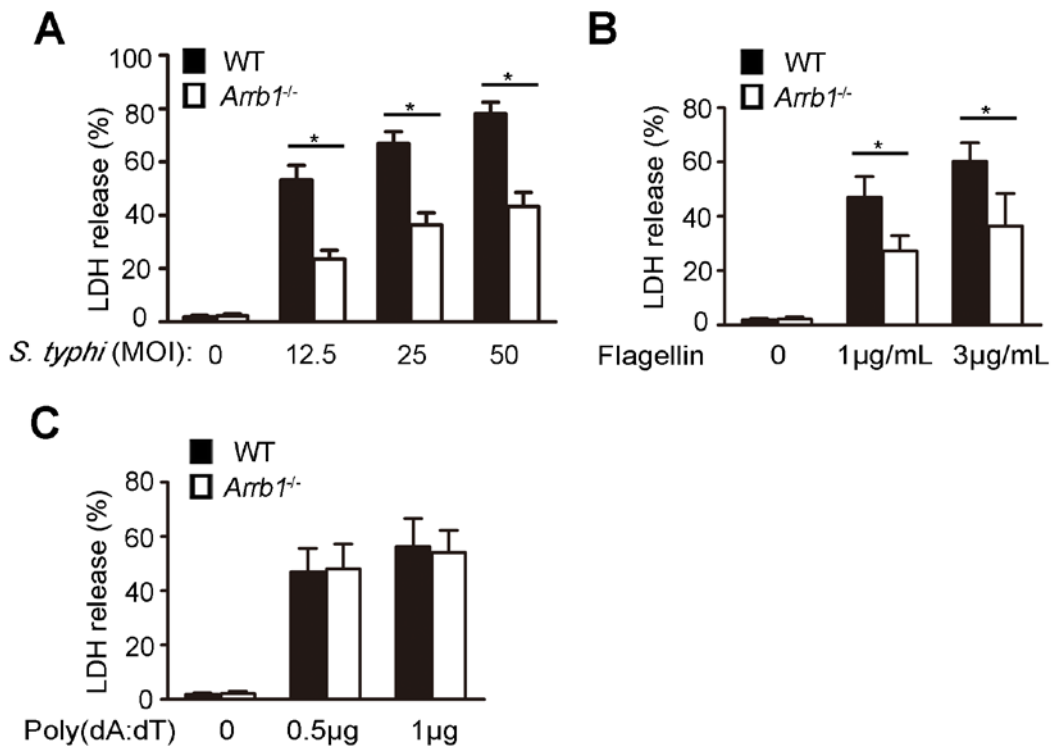 A
WT
Arrb1-/-
LDH release (%)
100
80
60
40
20
0
* * *
S. typhi (MOI): 0 12.5 25 50
B
WT
Arrb1-/-
LDH release (%)
80
60
40
20
0
* *
Flagellin 0 1µg/mL 3µg/mL
C
WT
Arrb1-/-
LDH release (%)
80
60
40
20
0
Poly(dA:dT) 0 0.5µg 1µg